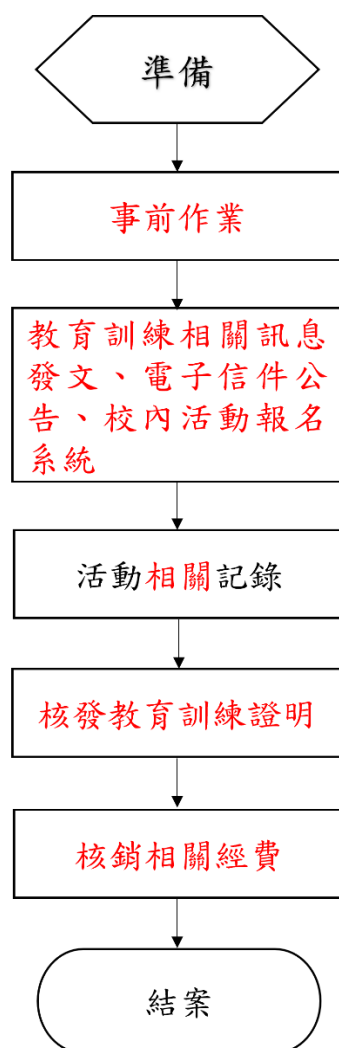 準備
事前作業
教育訓練相關訊息
發文、電子信件公
告、校內活動報名
系統
活動相關記錄
核發教育訓練證明
核銷相關經費
結案